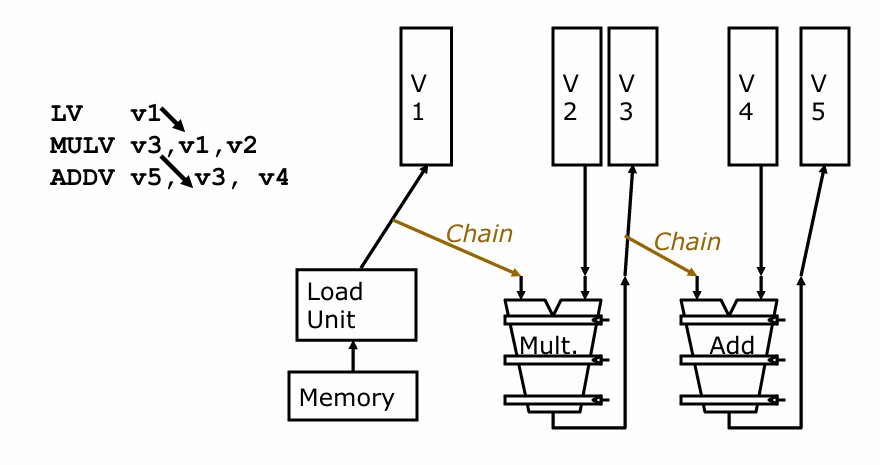 LV v1
MULV v3,v1,v2
ADDV v5, v3, v4
V
1
V
2
V
3
V
4
V
5
Chain
Chain
Load
Unit
Mult.
Add
Memory